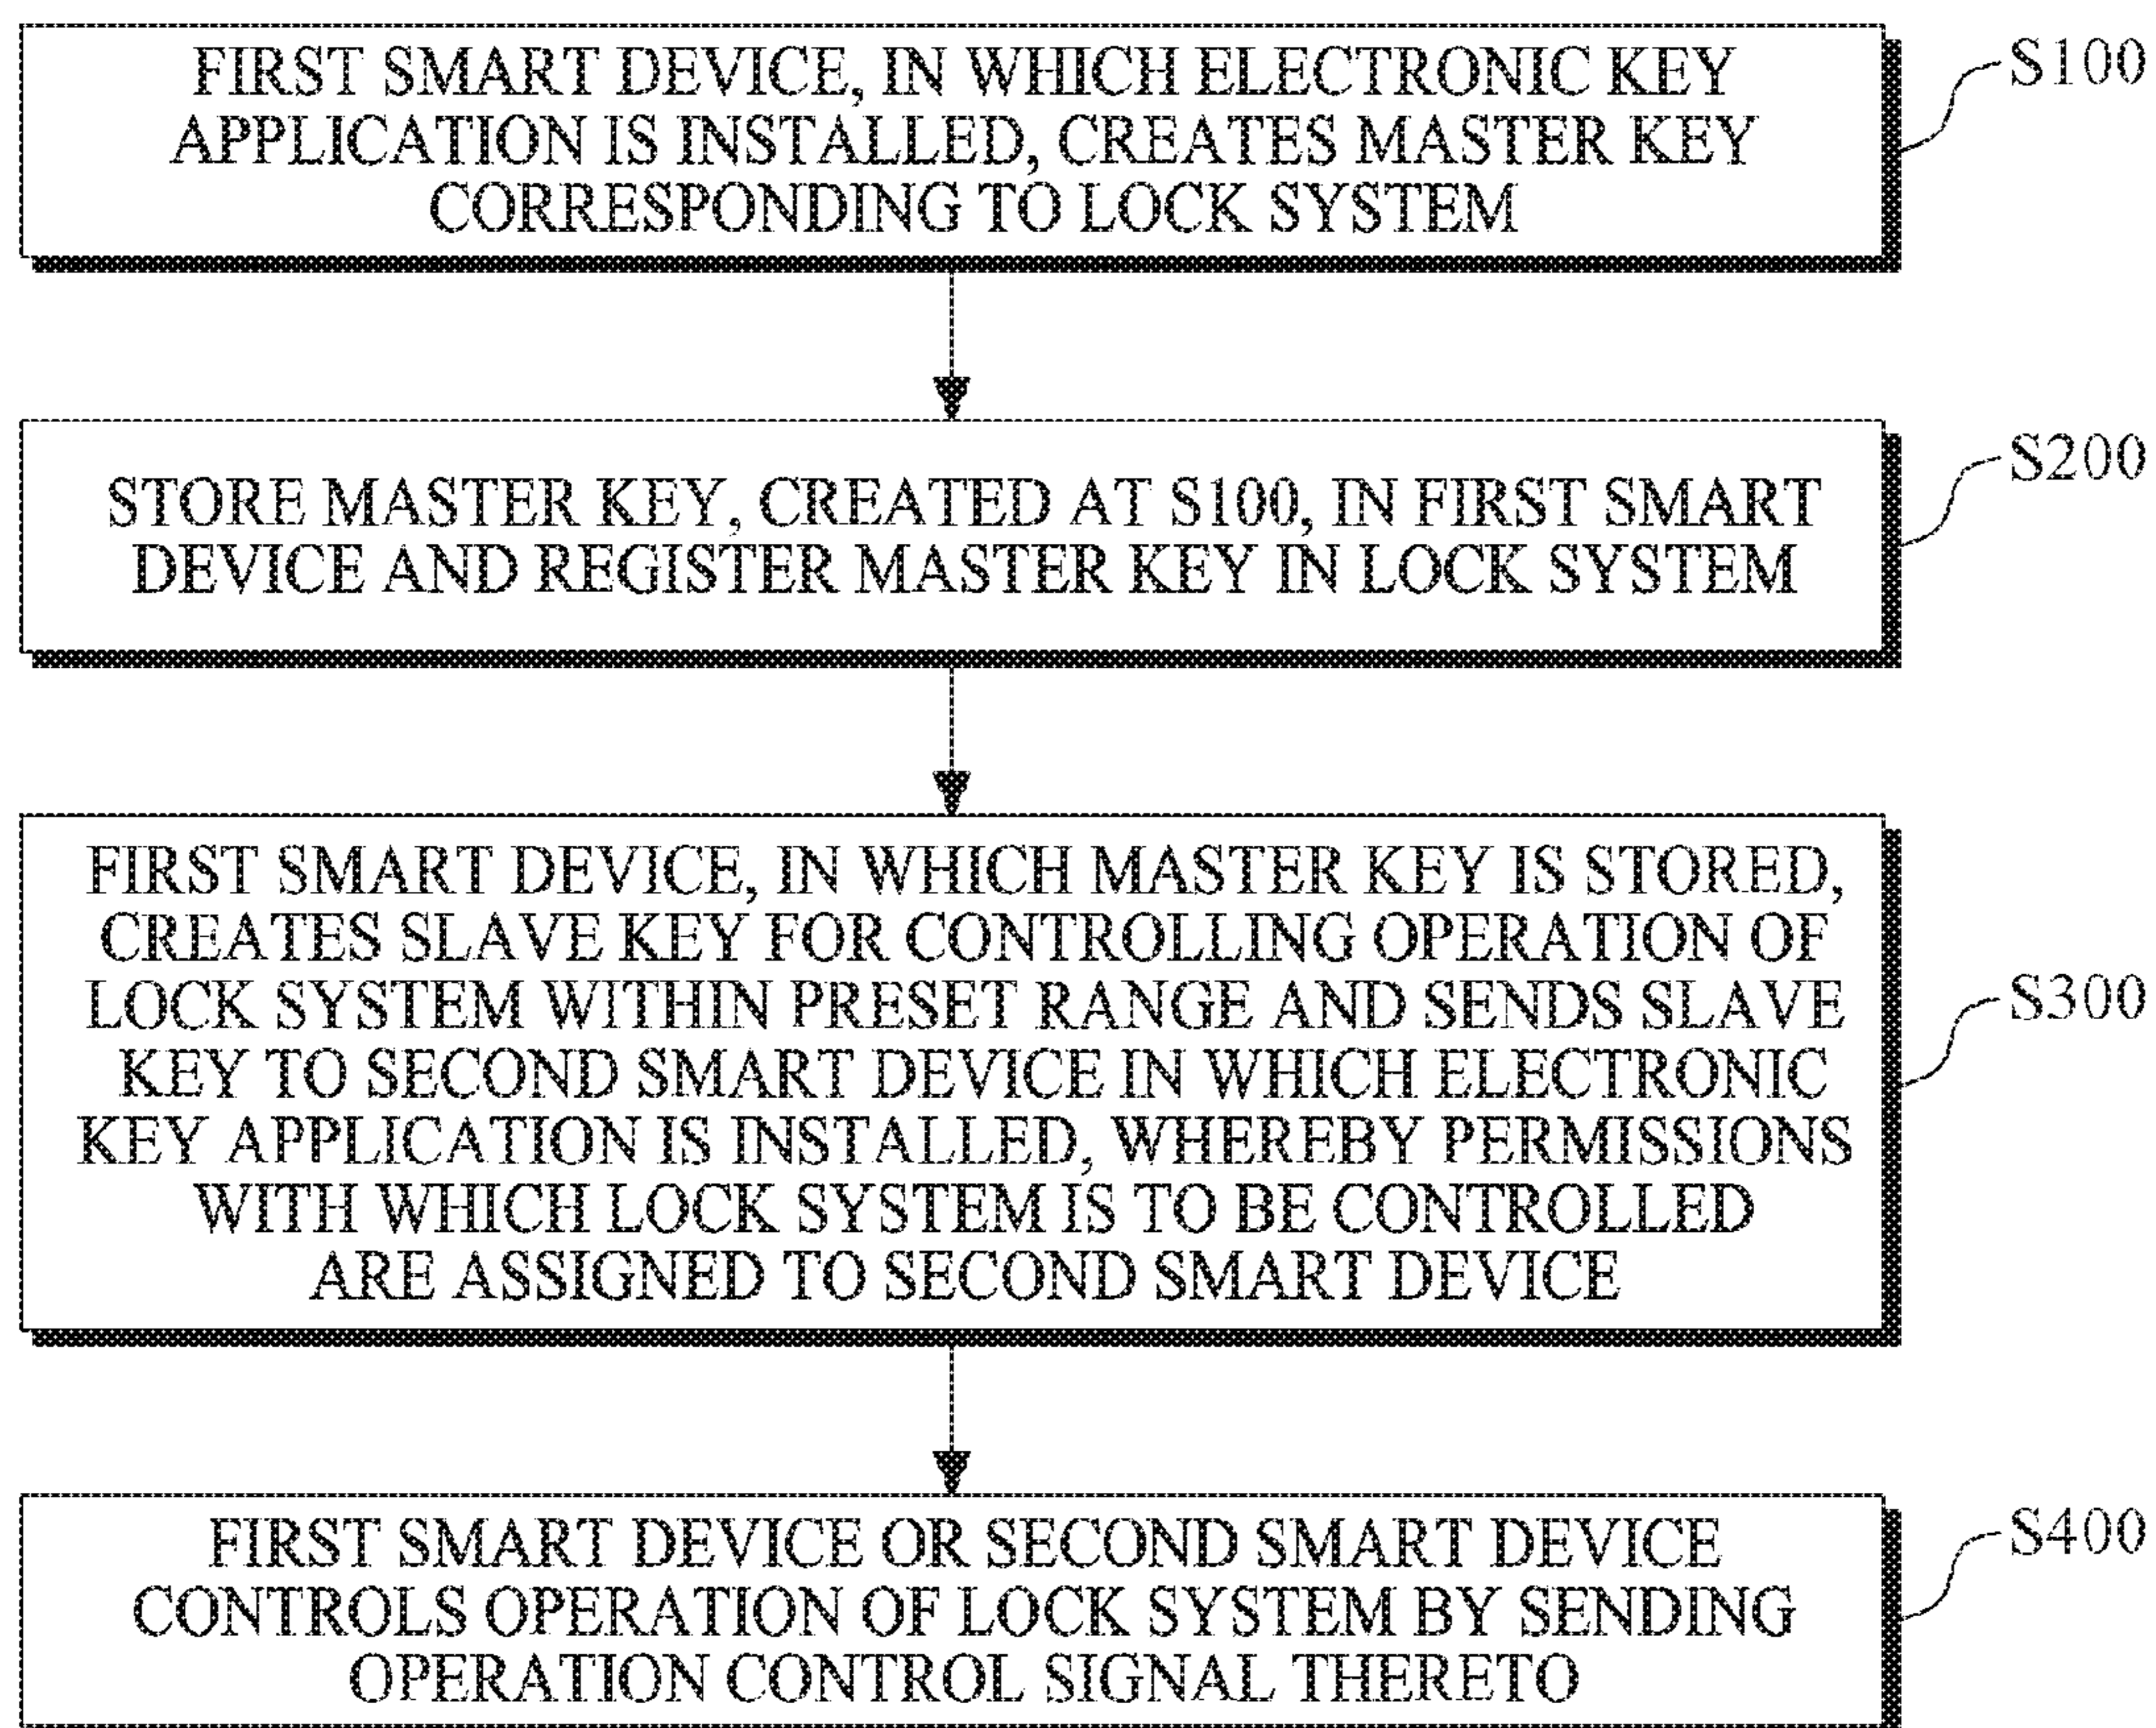 FIRST SMART DEVICE, IN WHICH ELECTRONIC KEY
APPLICATION IS INSTALLED, CREATES MASTER KEY
CORRESPONDING TO LOCK SYSTEM
S100
STORE MASTER KEY, CREATED AT S100, IN FIRST SMART
DEVICE AND REGISTER MASTER KEY IN LOCK SYSTEM
S200
FIRST SMART DEVICE, IN WHICH MASTER KEY IS STORED,
CREATES SLAVE KEY FOR CONTROLLING OPERATION OF
LOCK SYSTEM WITHIN PRESET RANGE AND SENDS SLAVE
KEY TO SECOND SMART DEVICE IN WHICH ELECTRONIC
KEY APPLICATION IS INSTALLED, WHEREBY PERMISSIONS
WITH WHICH LOCK SYSTEM IS TO BE CONTROLLED
ARE ASSIGNED TO SECOND SMART DEVICE
S300
FIRST SMART DEVICE OR SECOND SMART DEVICE
CONTROLS OPERATION OF LOCK SYSTEM BY SENDING
OPERATION CONTROL SIGNAL THERETO
S400